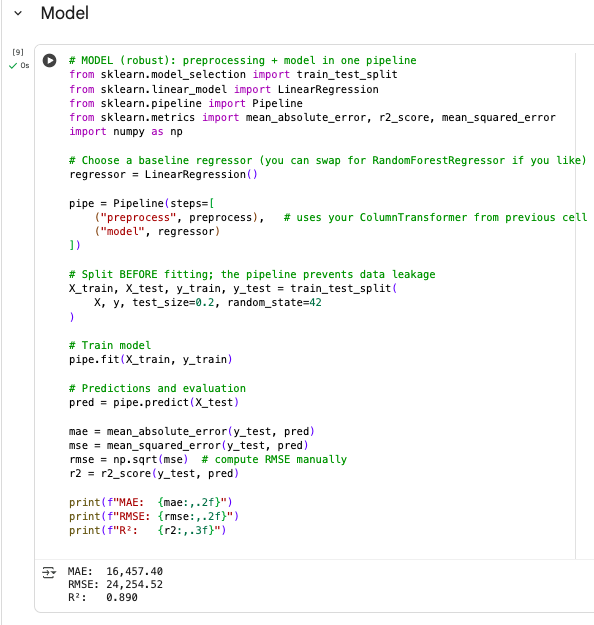 Model
[9]
0s
# MODEL (robust): preprocessing + model in one pipeline
from sklearn.model_selection import train_test_split
from sklearn.linear_model import LinearRegression
from sklearn.pipeline import Pipeline
from sklearn.metrics import mean_absolute_error, r2_score, mean_squared_error
import numpy as np

# Choose a baseline regressor (you can swap for RandomForestRegressor if you like)
regressor = LinearRegression()

pipe = Pipeline(steps=[
    ("preprocess", preprocess),   # uses your ColumnTransformer from previous cell
    ("model", regressor)
])

# Split BEFORE fitting; the pipeline prevents data leakage
X_train, X_test, y_train, y_test = train_test_split(
    X, y, test_size=0.2, random_state=42
)

# Train model
pipe.fit(X_train, y_train)

# Predictions and evaluation
pred = pipe.predict(X_test)

mae = mean_absolute_error(y_test, pred)
mse = mean_squared_error(y_test, pred)
rmse = np.sqrt(mse)  # compute RMSE manually
r2 = r2_score(y_test, pred)

print(f"MAE:  {mae:,.2f}")
print(f"RMSE: {rmse:,.2f}")
print(f"R²:   {r2:,.3f}")

MAE:  16,457.40
RMSE: 24,254.52
R²:   0.890